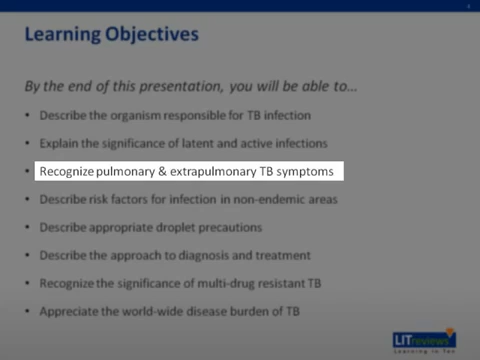 4
Learning Objectives
By the end of this presentation, you will be able to…
• Describe the organism responsible for TB infection
• Explain the significance of latent and active infections
• Recognize pulmonary & extrapulmonary TB symptoms
• Describe risk factors for infection in non-endemic areas
• Describe appropriate droplet precautions
• Describe the approach to diagnosis and treatment
• Recognize the significance of multi-drug resistant TB
• Appreciate the world-wide disease burden of TB
LITreviews
Learning in Ten